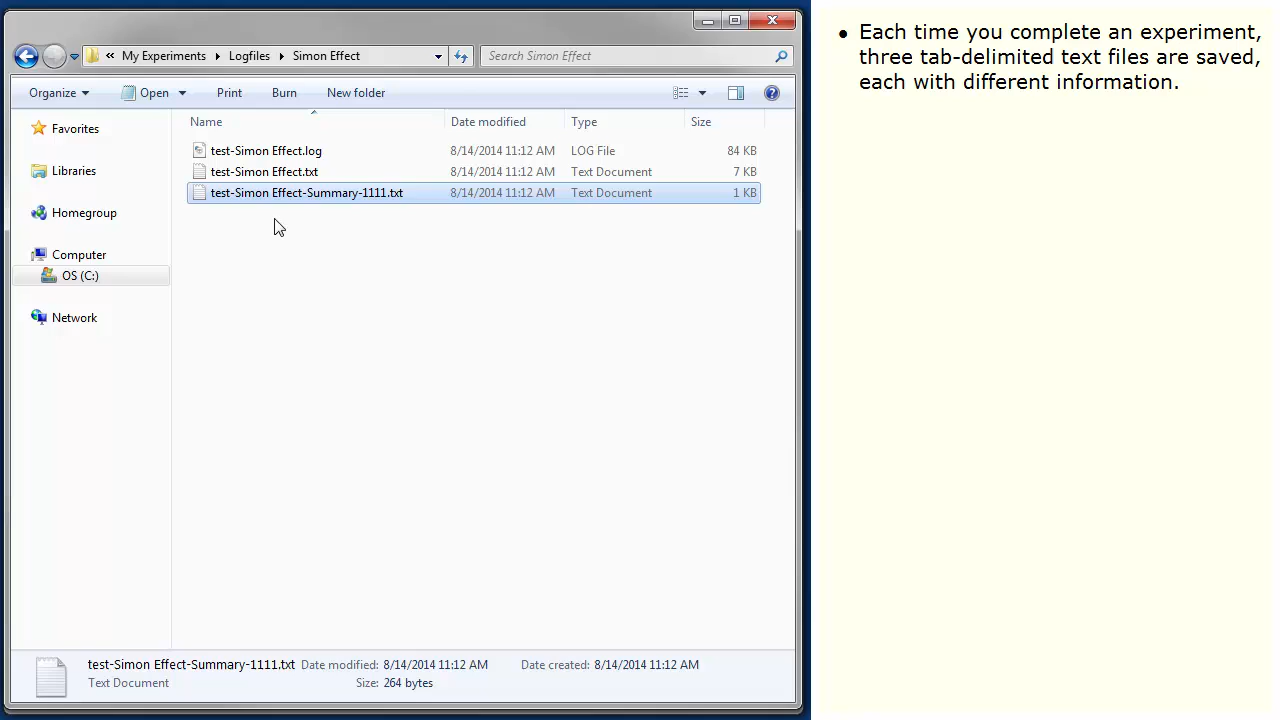 « My Experiments Logfiles Simon Effect Search Simon Effect
Organize Open Print Burn New folder
Name Date modified Type Size
Favorites
Libraries
Homegroup
Computer
OS (C:)
Network
test-Simon Effect.log 8/14/2014 11:12 AM LOG File 84 KB
test-Simon Effect.txt 8/14/2014 11:12 AM Text Document 7 KB
test-Simon Effect-Summary-1111.txt 8/14/2014 11:12 AM Text Document 1 KB
test-Simon Effect-Summary-1111.txt Date modified: 8/14/2014 11:12 AM Date created: 8/14/2014 11:12 AM
Text Document Size: 264 bytes
• Each time you complete an experiment,
three tab-delimited text files are saved,
each with different information.